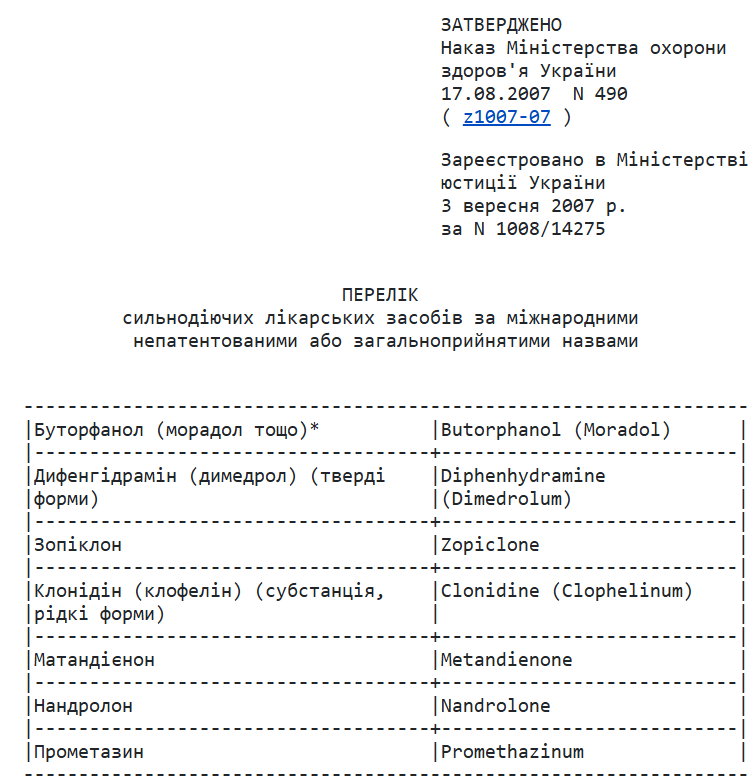 ЗАТВЕРДЖЕНО
Наказ Міністерства охорони
здоров'я України
17.08.2007 N 490
( z1007-07 )
Зареєстровано в Міністерстві
юстиції України
3 вересня 2007 р.
за N 1008/14275
ПЕРЕЛІК
сильнодіючих лікарських засобів за міжнародними
непатентованими або загальноприйнятими назвами
Буторфанол (морадол тощо)* Butorphanol (Moradol)
Дифенгідрамін (димедрол) (тверді Diphenhydramine
форми) (Dimedrolum)
Зопіклон Zopiclone
Клонідін (клофелін) (субстанція, Clonidine (Clophelinum)
рідкі форми)
Матандієнон Metandienone
Нандролон Nandrolone
Прометазин Promethazinum